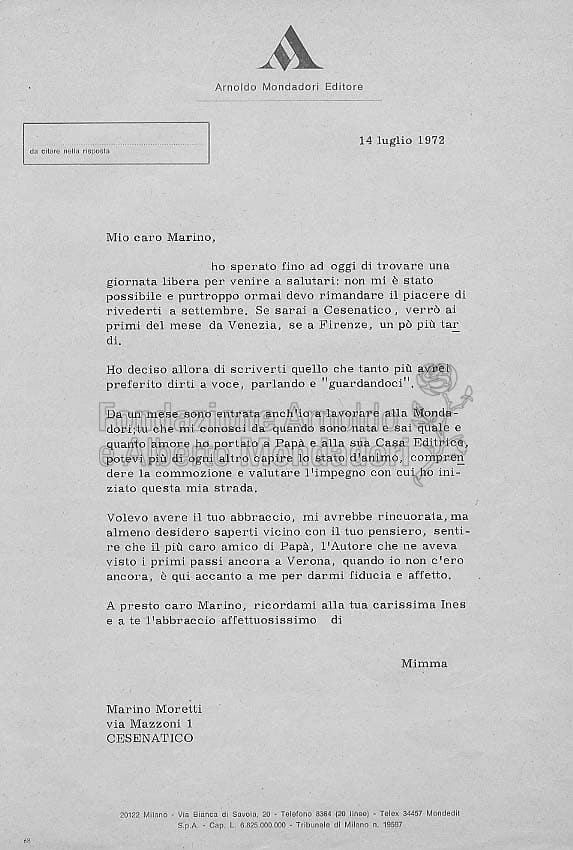 Arnoldo Mondadori Editore
da citare nella risposta
14 luglio 1972
Mio caro Marino,
ho sperato fino ad oggi di trovare una
giornata libera per venire a salutari: non mi è stato
possibile e purtroppo ormai devo rimandare il piacere di
rivederti a settembre. Se sarai a Cesenatico, verrò ai
primi del mese da Venezia, se a Firenze, un pò più tar
di.
Ho deciso allora di scriverti quello che tanto più avrei
preferito dirti a voce, parlando e "guardandoci".
Da un mese sono entrata anch'io a lavorare alla Monda-
dori;tu che mi conosci da quando sono nata e sai quale e
quanto amore ho portato a Papà e alla sua Casa Editrice,
potevi più di ogni altro capire lo stato d'animo, compren
dere la commozione e valutare l'impegno con cui ho ini-
ziato questa mia strada.
Fondazione Arnoldo
e Alberto Mondadori
Volevo avere il tuo abbraccio, mi avrebbe rincuorata, ma
almeno desidero saperti vicino con il tuo pensiero, senti-
re che il più caro amico di Papà, l'Autore che ne aveva
visto i primi passi ancora a Verona, quando io non c'ero
ancora, è qui accanto a me per darmi fiducia e affetto.
A presto caro Marino, ricordami alla tua carissima Ines
e a te l'abbraccio affettuosissimo di
Mimma
Marino Moretti
via Mazzoni 1
CESENATICO
20122 Milano - Via Bianca di Savoia, 20 - Telefono 8384 (20 linee) - Telex 34457 Mondedit
S.p.A. - Cap. L. 6.825.000.000 - Tribunale di Milano n. 19587
68